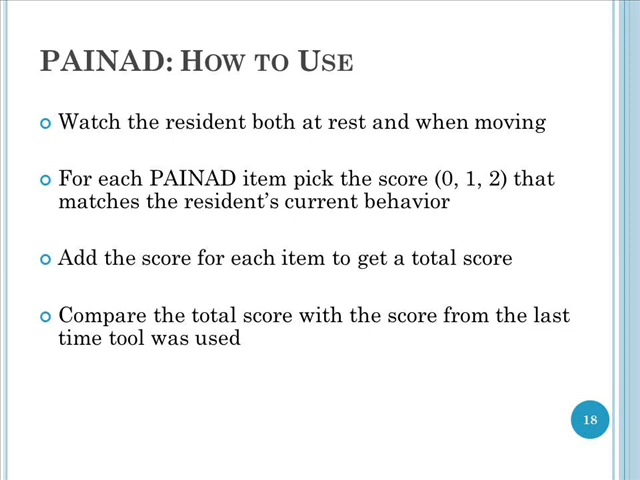 PAINAD: How to Use
Watch the resident both at rest and when moving
For each PAINAD item pick the score (0, 1, 2) that
matches the resident's current behavior
Add the score for each item to get a total score
Compare the total score with the score from the last
time tool was used
18